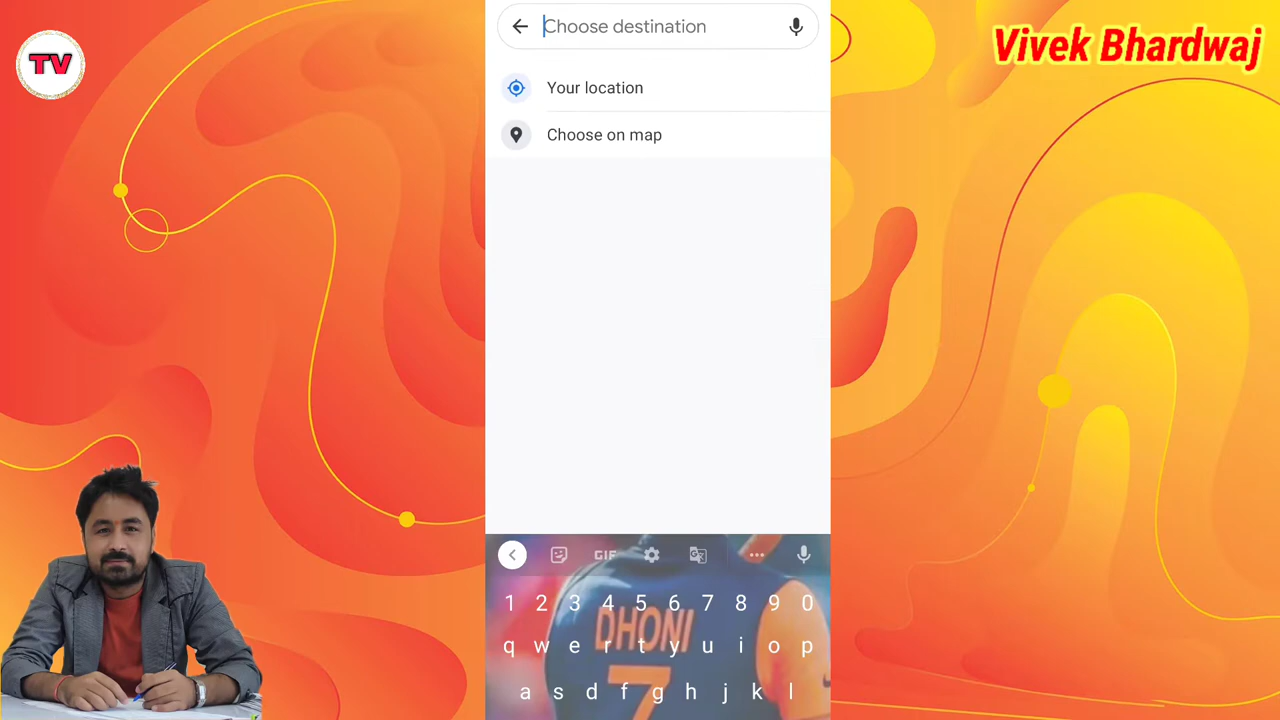 TV
Vivek Bhardwaj
Choose destination
Your location
Choose on map
GIF
1 2 3 4 5 6 7 8 9 0
DHONI
q w e r t y u i o p
7
a s d f g h j k l